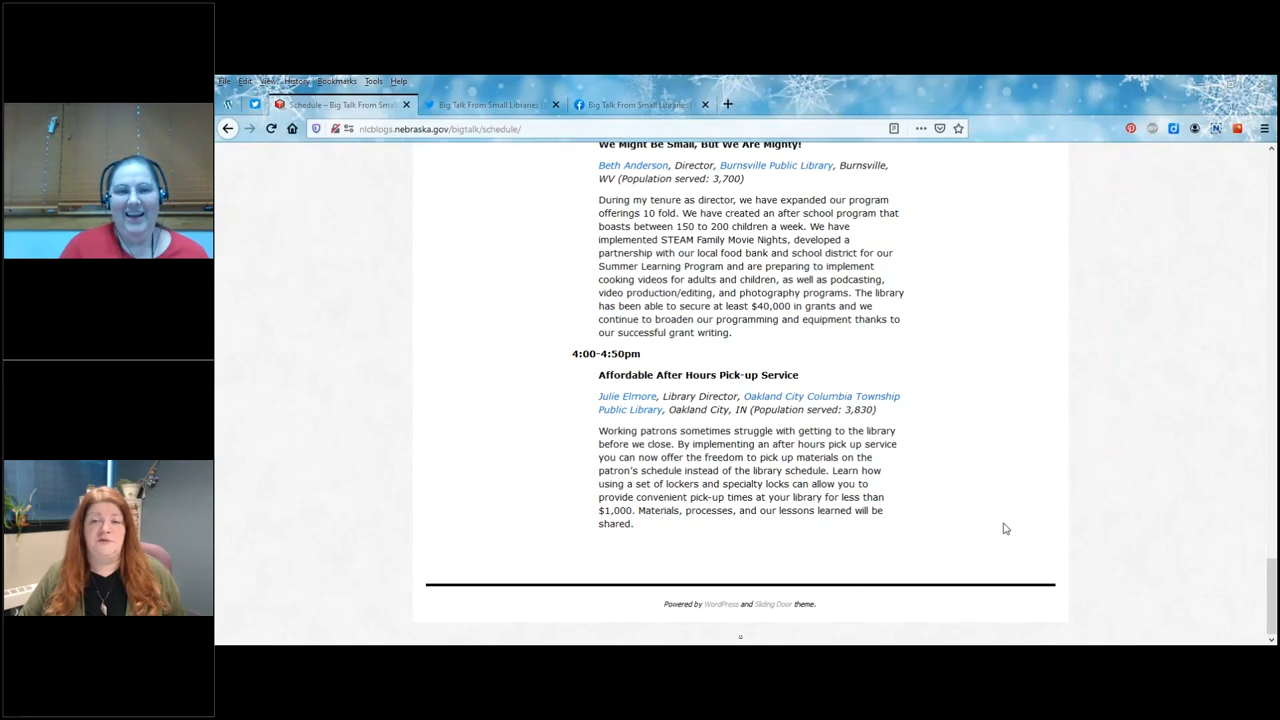 File Edit View History Bookmarks Tools Help
Schedule – Big Talk From Sma
Big Talk From Small Libraries
Big Talk From Small Libraries
nlcblogs.nebraska.gov/bigtalk/schedule/
We Might Be Small, But We Are Mighty!
Beth Anderson, Director, Burnsville Public Library, Burnsville,
WV (Population served: 3,700)
During my tenure as director, we have expanded our program
offerings 10 fold. We have created an after school program that
boasts between 150 to 200 children a week. We have
implemented STEAM Family Movie Nights, developed a
partnership with our local food bank and school district for our
Summer Learning Program and are preparing to implement
cooking videos for adults and children, as well as podcasting,
video production/editing, and photography programs. The library
has been able to secure at least $40,000 in grants and we
continue to broaden our programming and equipment thanks to
our successful grant writing.
4:00-4:50pm
Affordable After Hours Pick-up Service
Julie Elmore, Library Director, Oakland City Columbia Township
Public Library, Oakland City, IN (Population served: 3,830)
Working patrons sometimes struggle with getting to the library
before we close. By implementing an after hours pick up service
you can now offer the freedom to pick up materials on the
patron's schedule instead of the library schedule. Learn how
using a set of lockers and specialty locks can allow you to
provide convenient pick-up times at your library for less than
$1,000. Materials, processes, and our lessons learned will be
shared.
Powered by WordPress and Sliding Door theme.